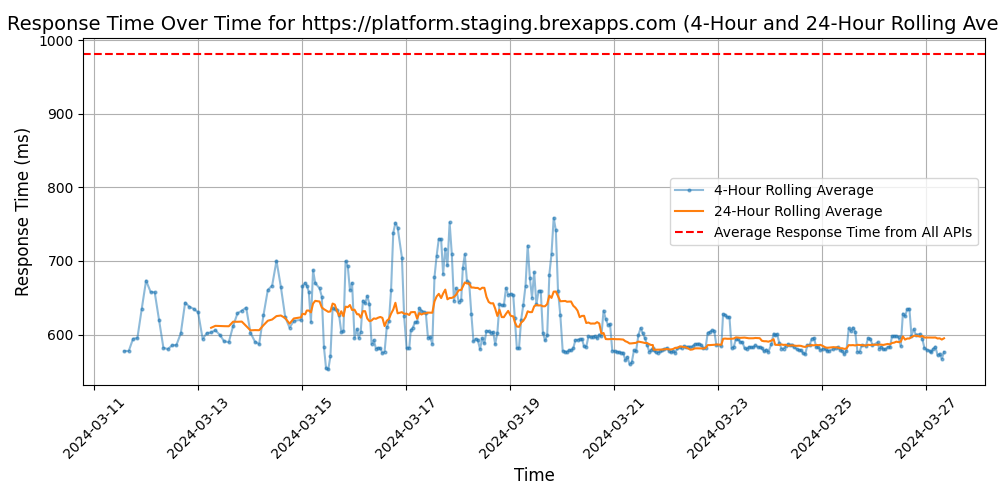 Response Time Over Time for https://platform.staging.brexapps.com (4-Hour and 24-Hour Rolling Ave
Response Time (ms)
1000
900
800
700
600
4-Hour Rolling Average
24-Hour Rolling Average
Average Response Time from All APIs
2024-03-11
2024-03-13
2024-03-15
2024-03-17
2024-03-19
2024-03-21
2024-03-23
2024-03-25
2024-03-27
Time